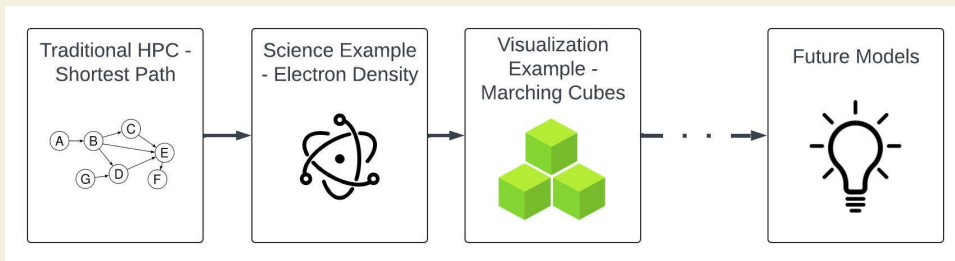 Traditional HPC -
Shortest Path
A
B
C
E
G
D
F
Science Example
- Electron Density
Visualization
Example -
Marching Cubes
Future Models